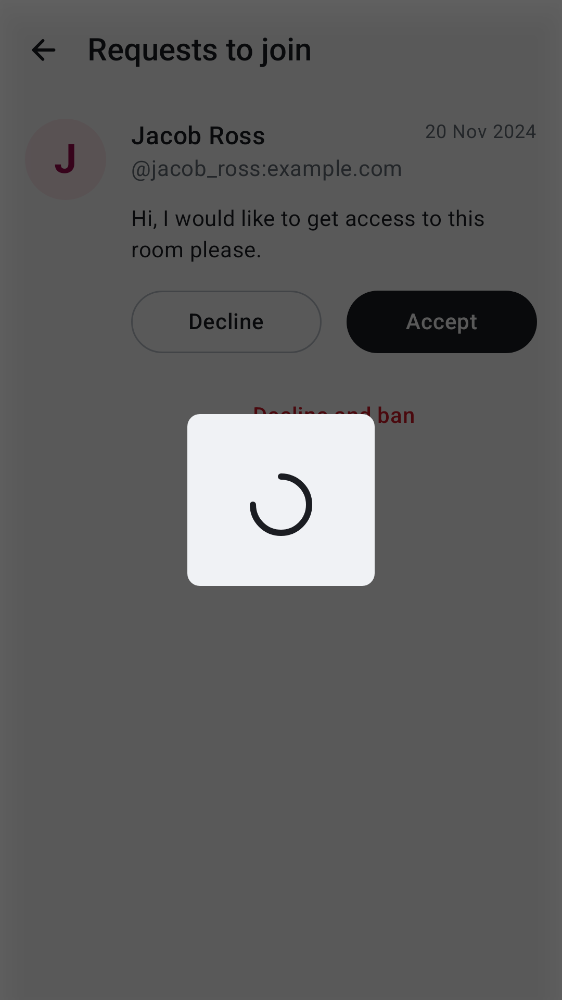 Requests to join
J
Jacob Ross
20 Nov 2024
@jacob_ross:example.com
Hi, I would like to get access to this
room please.
Decline
Accept
Decline and ban